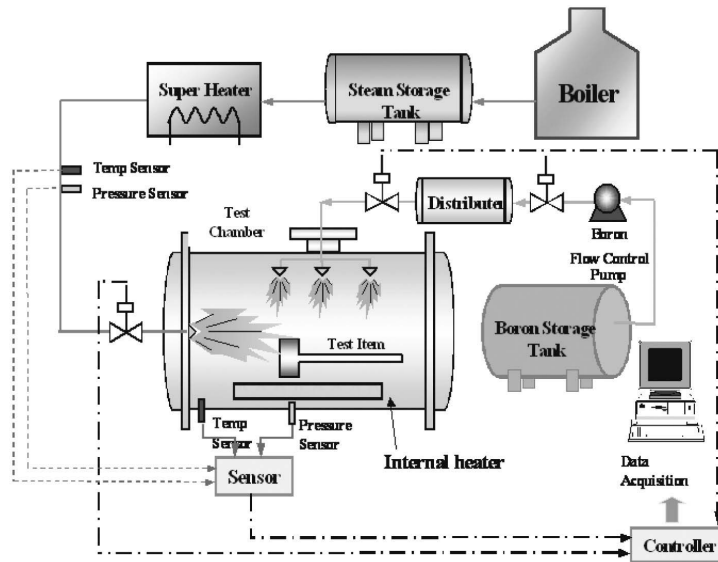 Super Heater
Steam Storage
Tank
Boiler
Temp Sensor
Pressure Sensor
Test
Chamber
Distributer
Boron
Flow Control
Pump
Boron Storage
Tank
Test Item
Temp
Sensor
Pressure
Sensor
Internal heater
Sensor
Data
Acquisition
Controller